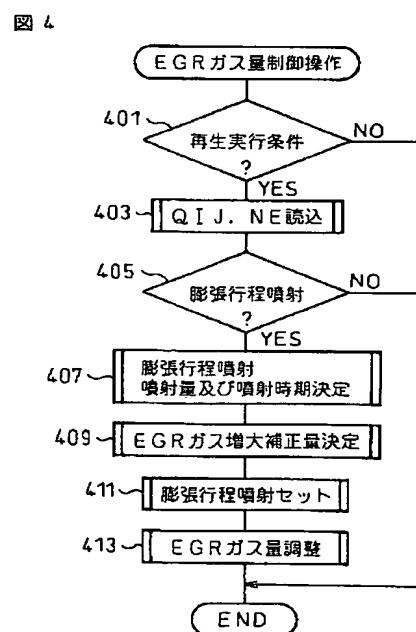 図 4
EGRガス量制御操作
401
再生実行条件
?
NO
YES
403
QIJ. NE読込
405
膨張行程噴射
?
NO
YES
407
膨張行程噴射
噴射量及び噴射時期決定
409
EGRガス増大補正量決定
411
膨張行程噴射セット
413
EGRガス量調整
END